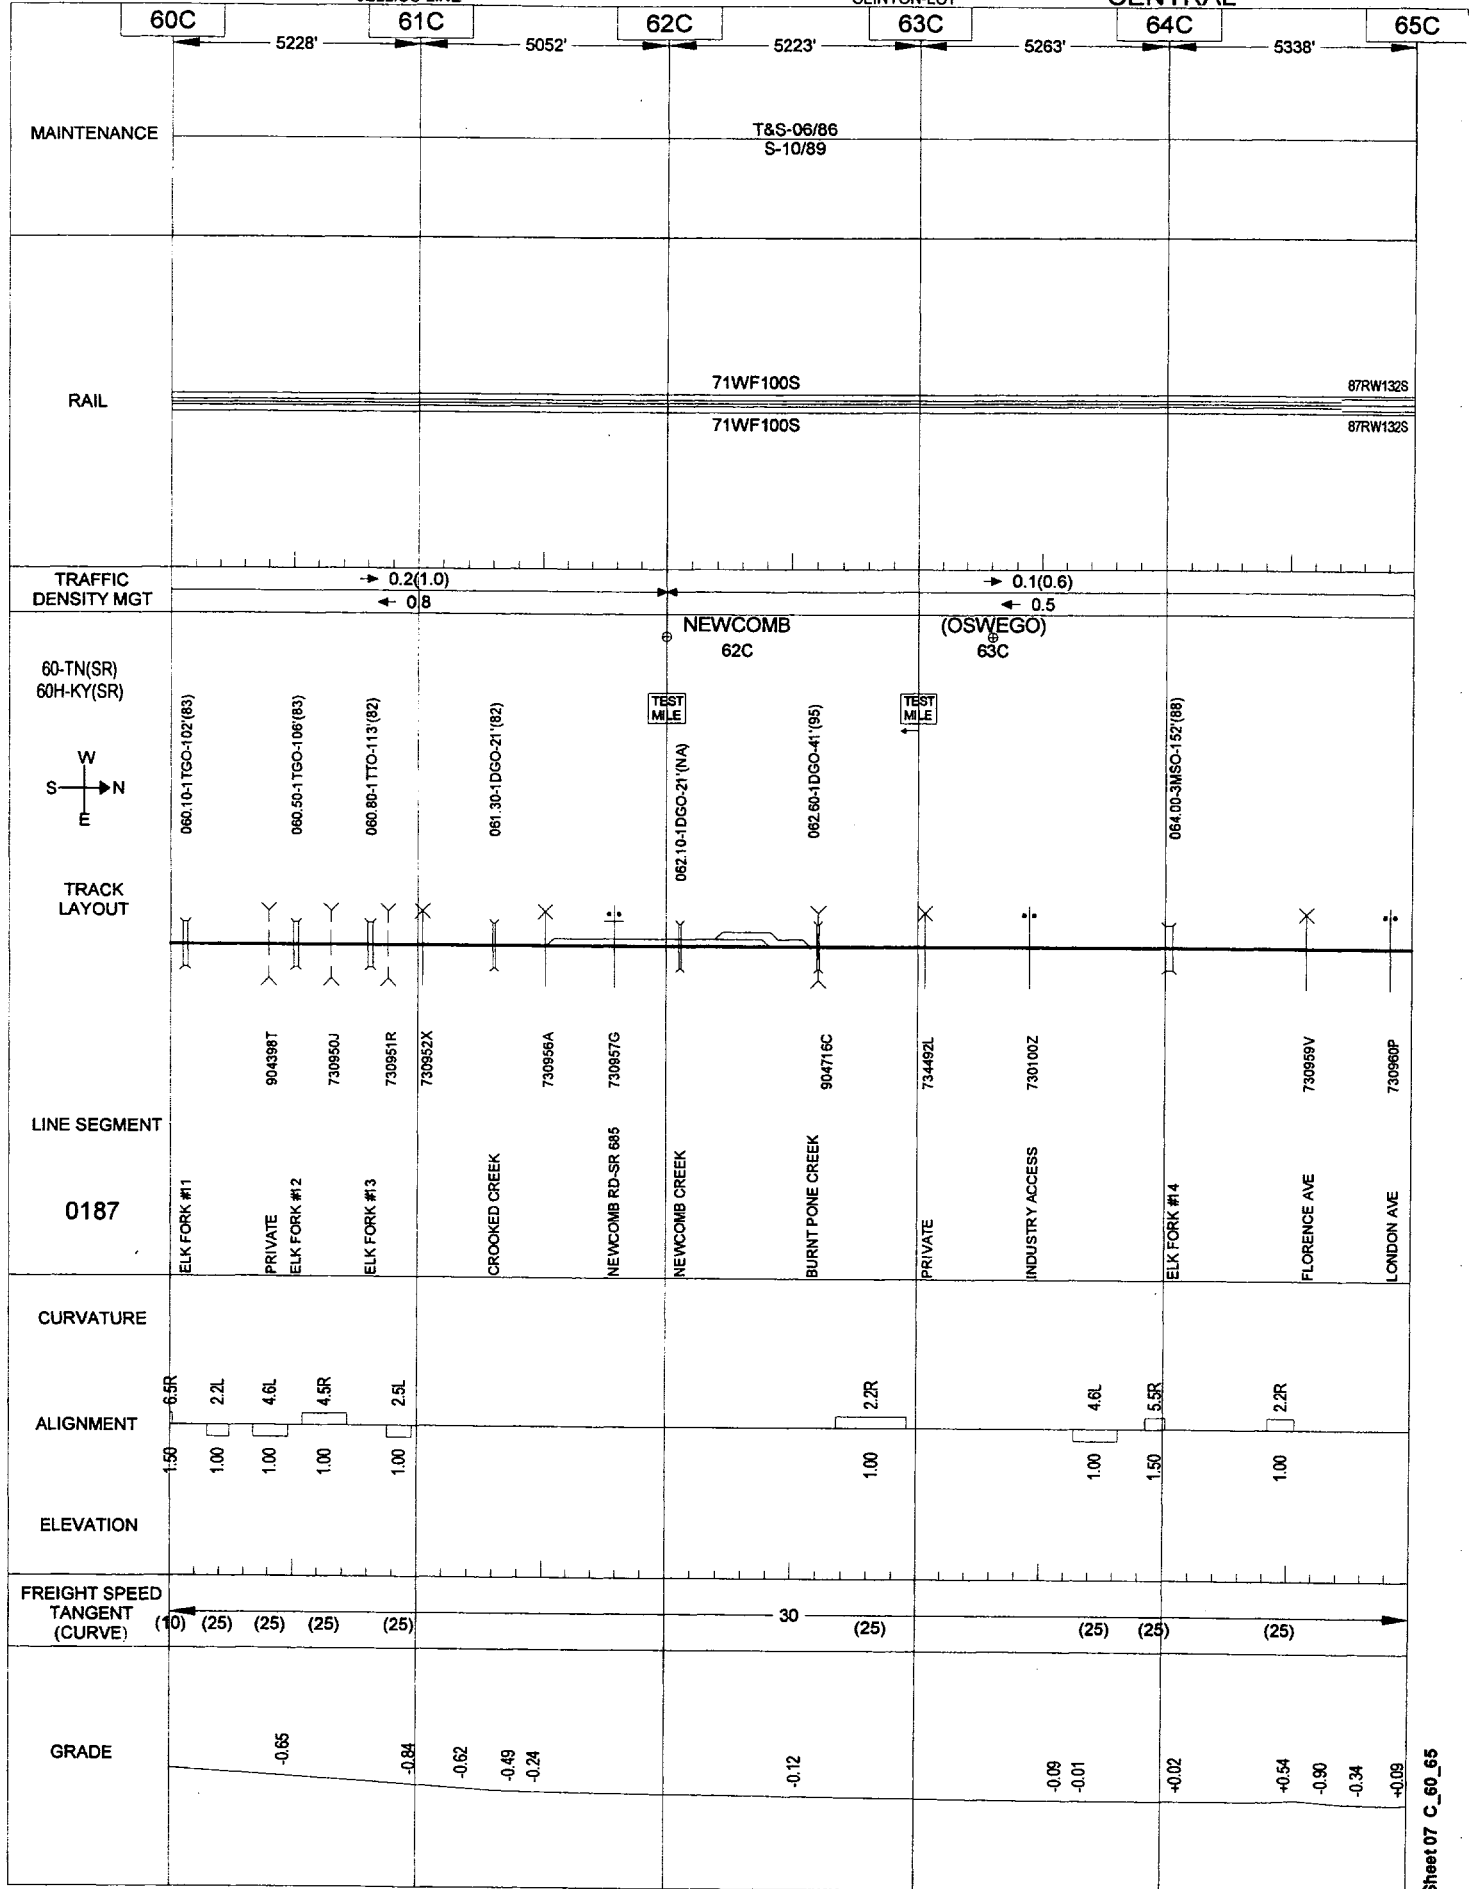 CENTRAL
60C 61C 62C 63C 64C 65C
5228' 5052' 5223' 5263' 5338'
MAINTENANCE
T&S-06/86
S-10/89
RAIL
71WF100S 87RW132S
71WF100S 87RW132S
TRAFFIC
DENSITY MGT
0.2(1.0) 0.1(0.6)
0.8 0.5
NEWCOMB (OSWEGO)
62C 63C
60-TN(SR)
60H-KY(SR)
W
S N
E
TEST
MILE
TEST
MILE
060.10-1TGO-102'(83)
060.50-1TGO-106'(83)
060.80-1TTO-113'(82)
061.30-1DGO-21'(82)
062.10-1DGO-21'(NA)
062.60-1DGO-41'(95)
064.00-3MSO-152'(88)
TRACK
LAYOUT
904398T
730950J
730951R
730952X
730956A
730957G
904716C
734492L
730100Z
730959V
730960P
LINE SEGMENT
0187
ELK FORK #11
PRIVATE
ELK FORK #12
ELK FORK #13
CROOKED CREEK
NEWCOMB RD-SR 685
NEWCOMB CREEK
BURNT PONE CREEK
PRIVATE
INDUSTRY ACCESS
ELK FORK #14
FLORENCE AVE
LONDON AVE
CURVATURE
6.5R 2.2L 4.6L 4.5R 2.5L 2.2R 4.6L 5.5R 2.2R
ALIGNMENT
1.50 1.00 1.00 1.00 1.00 1.00 1.00 1.50 1.00
ELEVATION
FREIGHT SPEED
TANGENT
(CURVE)
30
(10) (25) (25) (25) (25) (25) (25) (25) (25)
GRADE
-0.65 -0.84 -0.62 -0.49 -0.24 -0.12 -0.09 -0.01 +0.02 +0.54 -0.90 -0.34 +0.09
Sheet 07 C_60_65